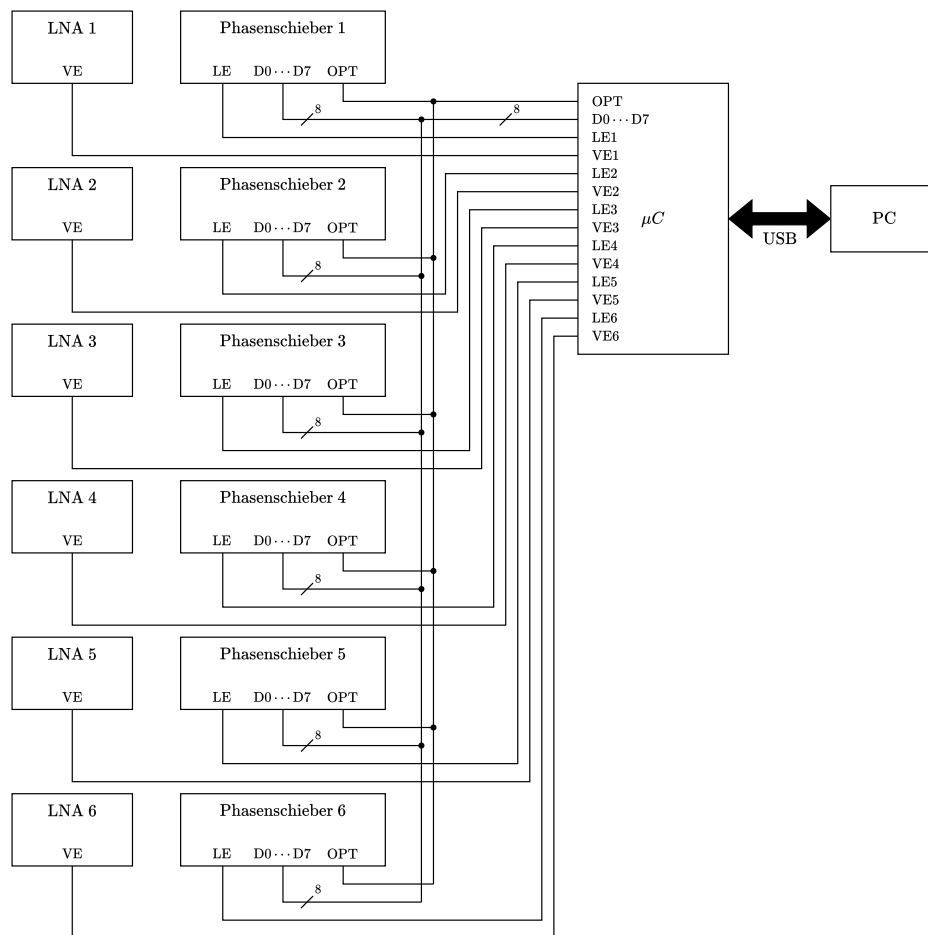 LNA 1
VE
Phasenschieber 1
LE D0⋯D7 OPT
8
8
LNA 2
VE
Phasenschieber 2
LE D0⋯D7 OPT
8
LNA 3
VE
Phasenschieber 3
LE D0⋯D7 OPT
8
LNA 4
VE
Phasenschieber 4
LE D0⋯D7 OPT
8
LNA 5
VE
Phasenschieber 5
LE D0⋯D7 OPT
8
LNA 6
VE
Phasenschieber 6
LE D0⋯D7 OPT
8
OPT
D0⋯D7
LE1
VE1
LE2
VE2
LE3
VE3
LE4
VE4
LE5
VE5
LE6
VE6
μC
USB
PC